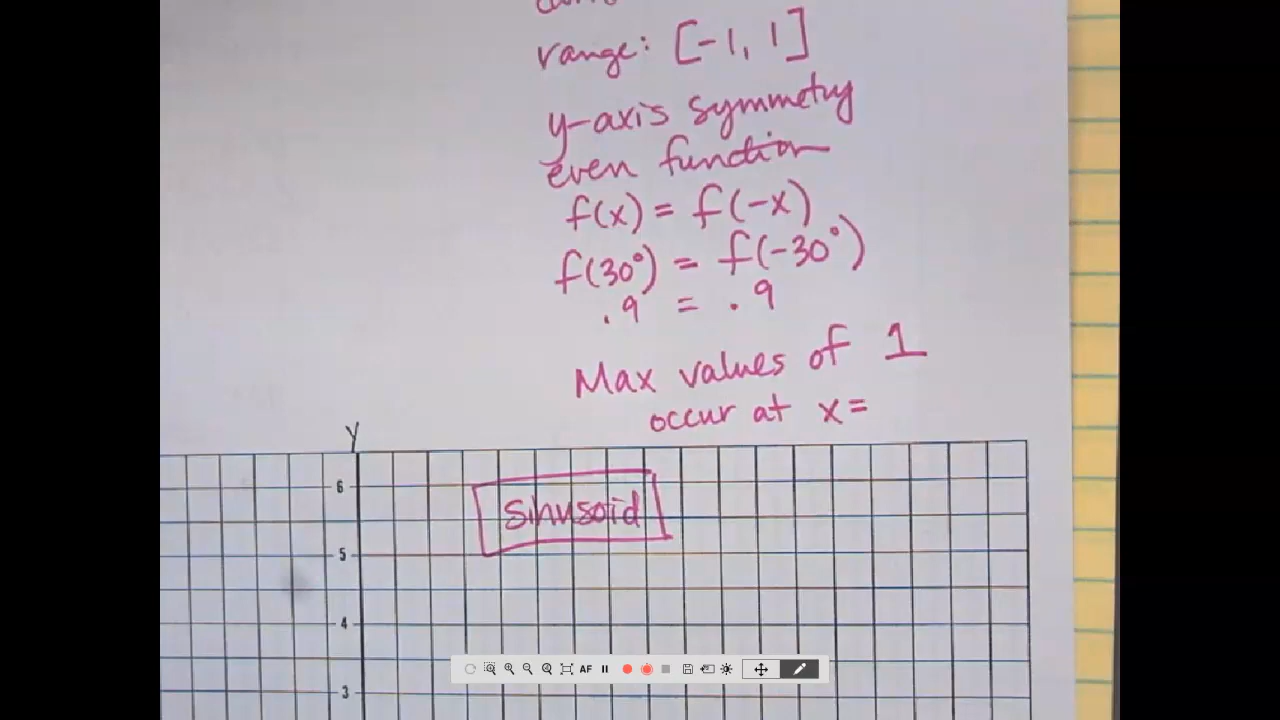 range: [-1, 1]
y-axis symmetry
even function
f(x) = f(-x)
f(30°) = f(-30°)
.9 = .9
Max values of 1
occur at x=
y
6
sinusoid
5
4
3
AF